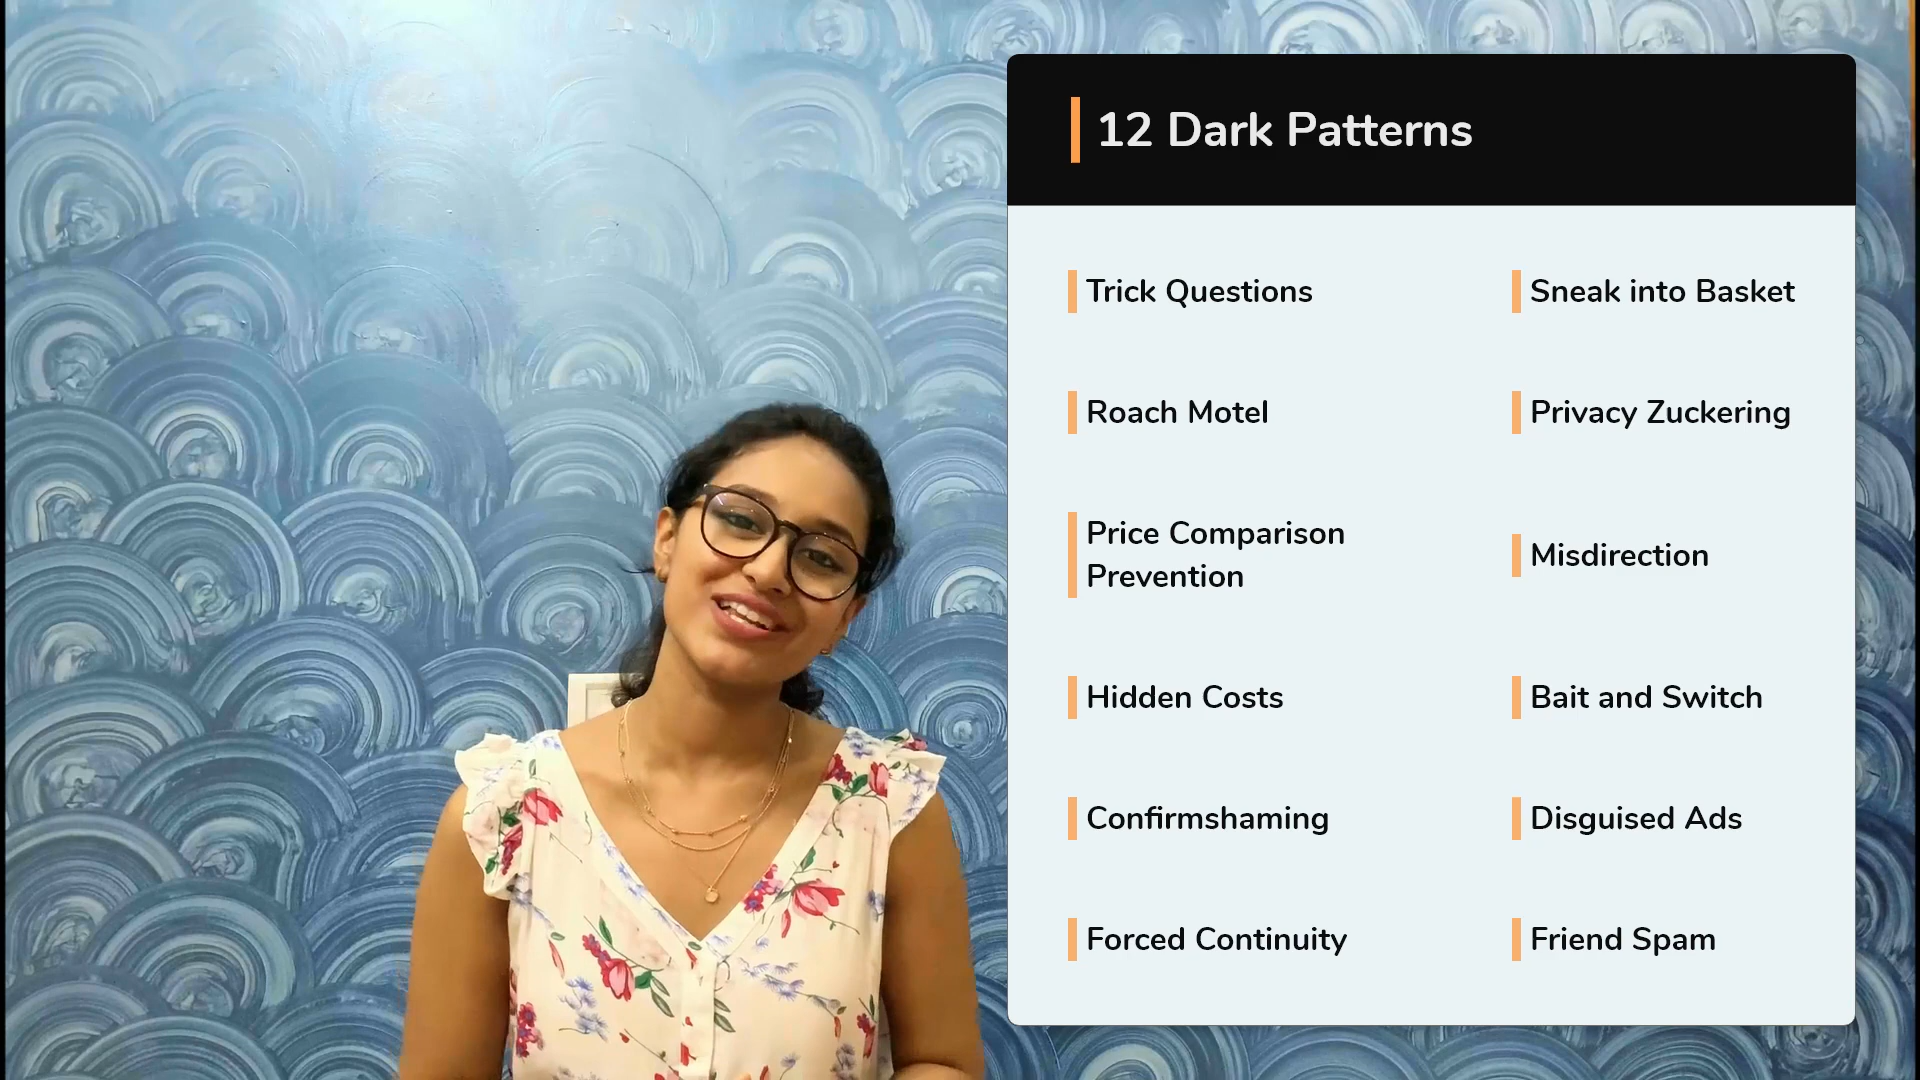 12 Dark Patterns
Trick Questions
Sneak into Basket
Roach Motel
Privacy Zuckering
Price Comparison
Prevention
Misdirection
Hidden Costs
Bait and Switch
Confirmshaming
Disguised Ads
Forced Continuity
Friend Spam